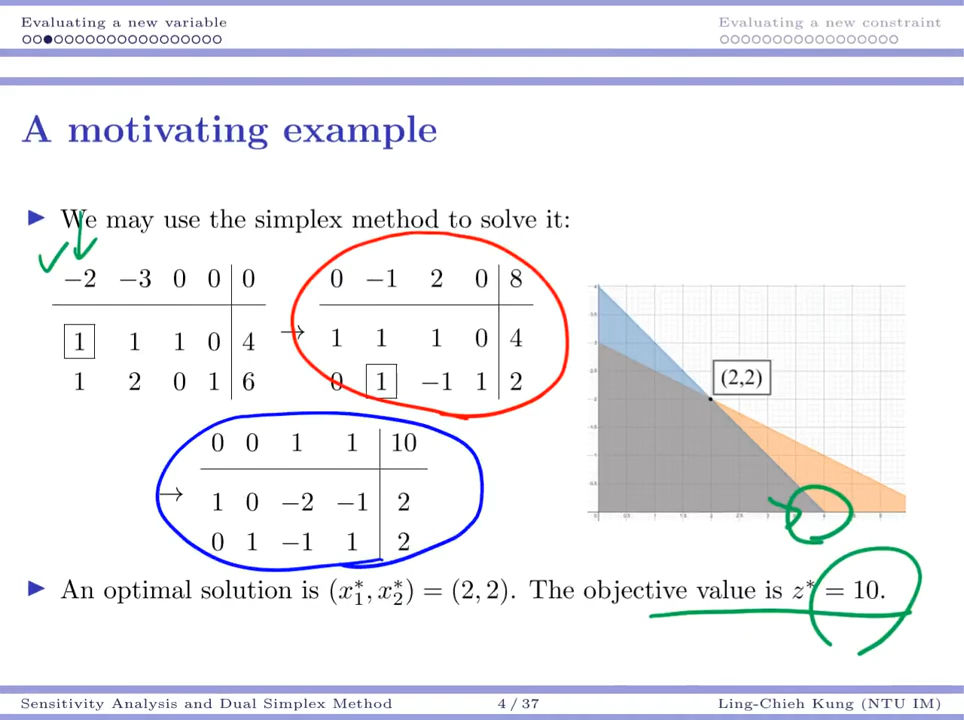 Evaluating a new variable
Evaluating a new constraint
A motivating example
▶ We may use the simplex method to solve it:
−2 −3 0 0 | 0
1 1 1 0 | 4
1 2 0 1 | 6
→
0 −1 2 0 | 8
1 1 1 0 | 4
0 1 −1 1 | 2
→
0 0 1 1 | 10
1 0 −2 −1 | 2
0 1 −1 1 | 2
(2,2)
▶ An optimal solution is (x₁*, x₂*) = (2, 2). The objective value is z* = 10.
Sensitivity Analysis and Dual Simplex Method
4 / 37
Ling-Chieh Kung (NTU IM)